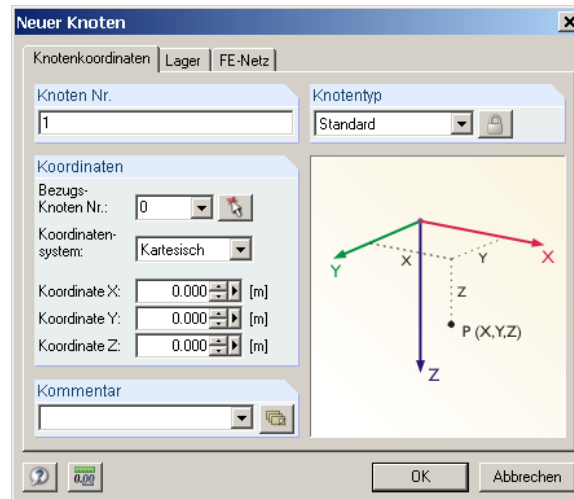 Neuer Knoten
Knotenkoordinaten Lager FE-Netz
Knoten Nr.
1
Knotentyp
Standard
Koordinaten
Bezugs-
Knoten Nr.: 0
Koordinaten-
system: Kartesisch
Koordinate X: 0.000 [m]
Koordinate Y: 0.000 [m]
Koordinate Z: 0.000 [m]
Y X Y X
Z
P (X,Y,Z)
Z
Kommentar
0.00
OK Abbrechen